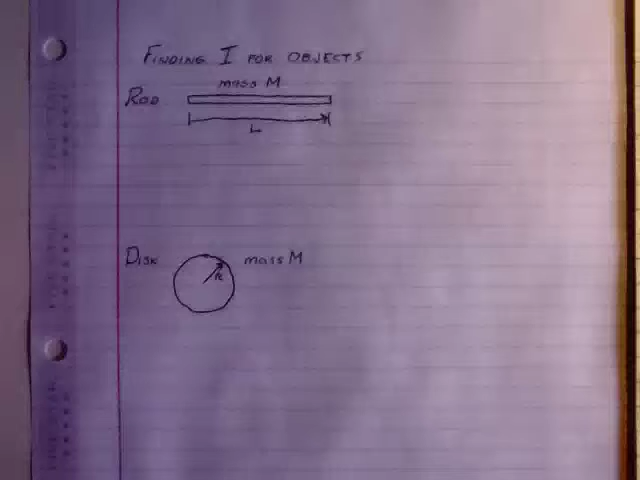 FINDING I FOR OBJECTS
mass M
ROD
L
DISK
R
mass M